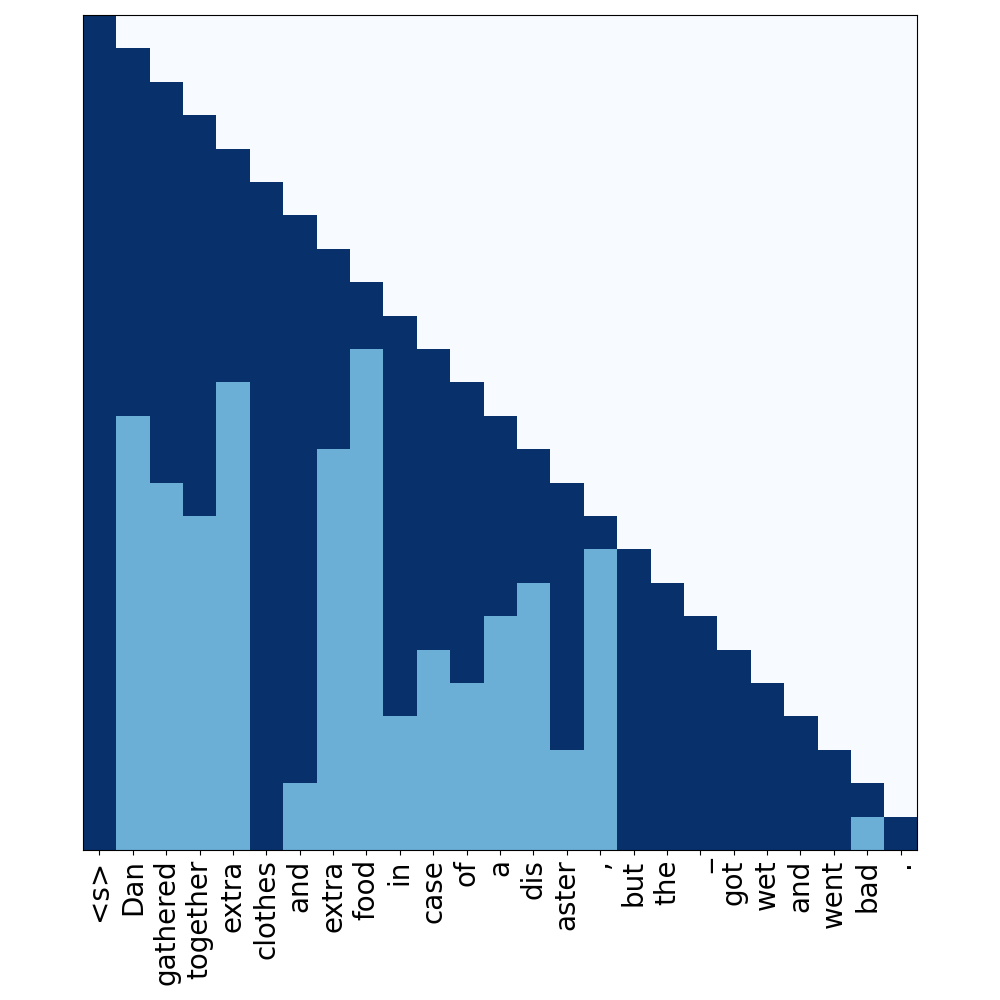 <s> Dan gathered together extra clothes and extra food in case of a dis aster , but the _ got wet and went bad .